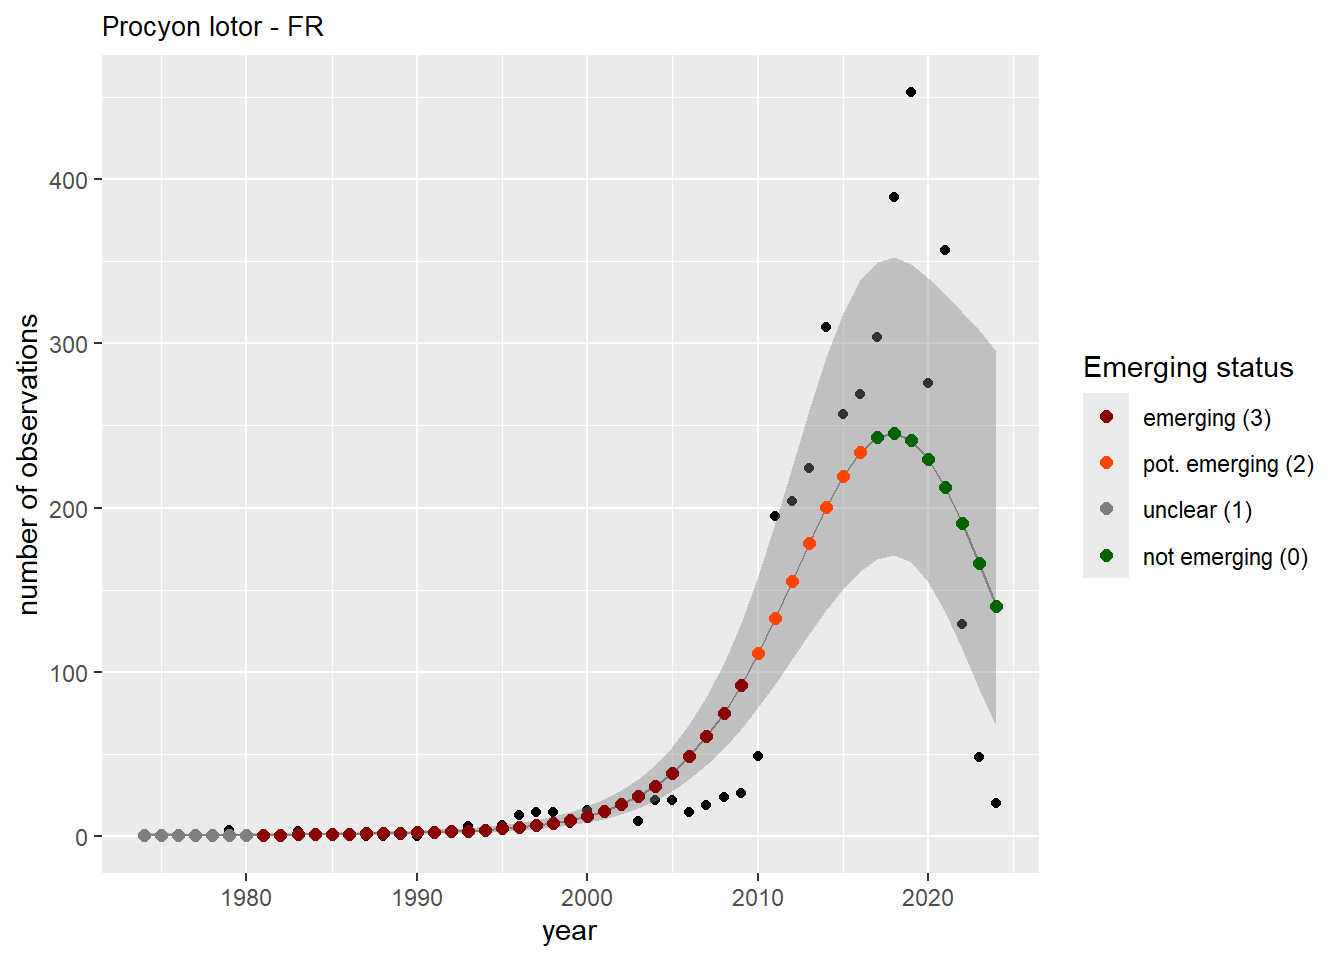 Procyon lotor - FR
number of observations
400
300
200
100
0
1980
1990
2000
2010
2020
year
Emerging status
emerging (3)
pot. emerging (2)
unclear (1)
not emerging (0)